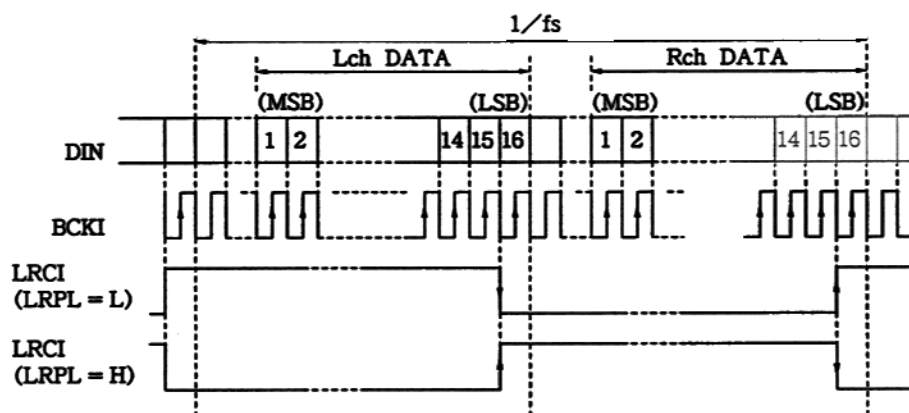 1/fs
Lch DATA Rch DATA
(MSB) (LSB) (MSB) (LSB)
DIN 1 2 14 15 16 1 2 14 15 16
BCKI
LRCI
(LRPL = L)
LRCI
(LRPL = H)